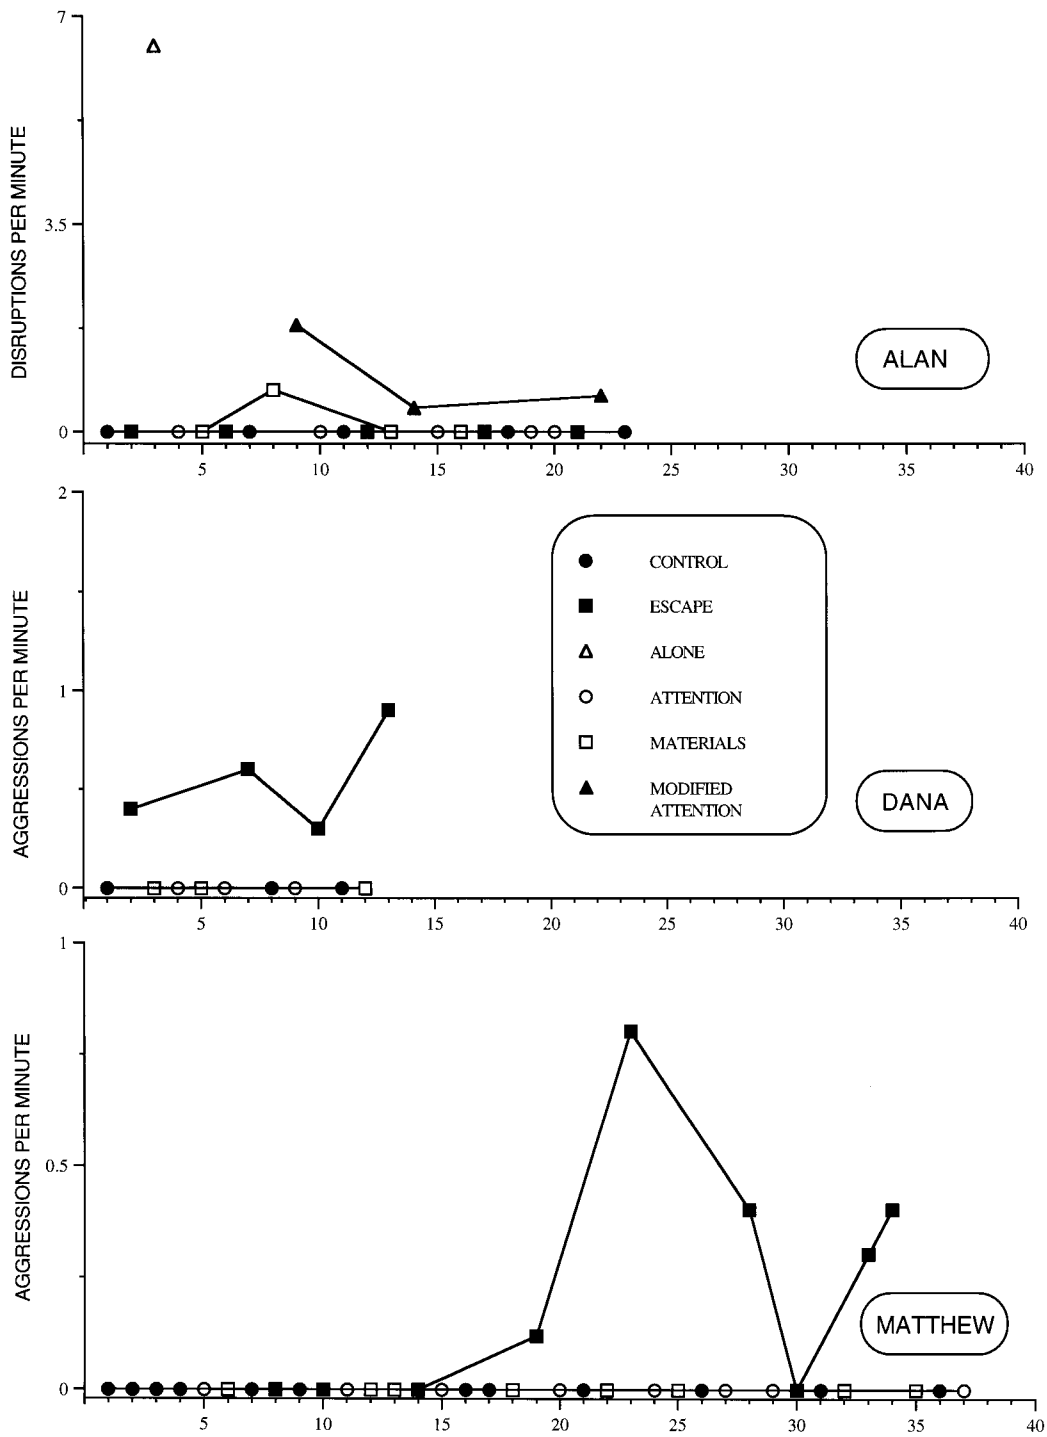 7
DISRUPTIONS PER MINUTE
3.5
ALAN
0
5 10 15 20 25 30 35 40
2
AGGRESSIONS PER MINUTE
CONTROL
ESCAPE
ALONE
1
ATTENTION
MATERIALS
MODIFIED
ATTENTION
DANA
0
5 10 15 20 25 30 35 40
1
AGGRESSIONS PER MINUTE
0.5
MATTHEW
0
5 10 15 20 25 30 35 40